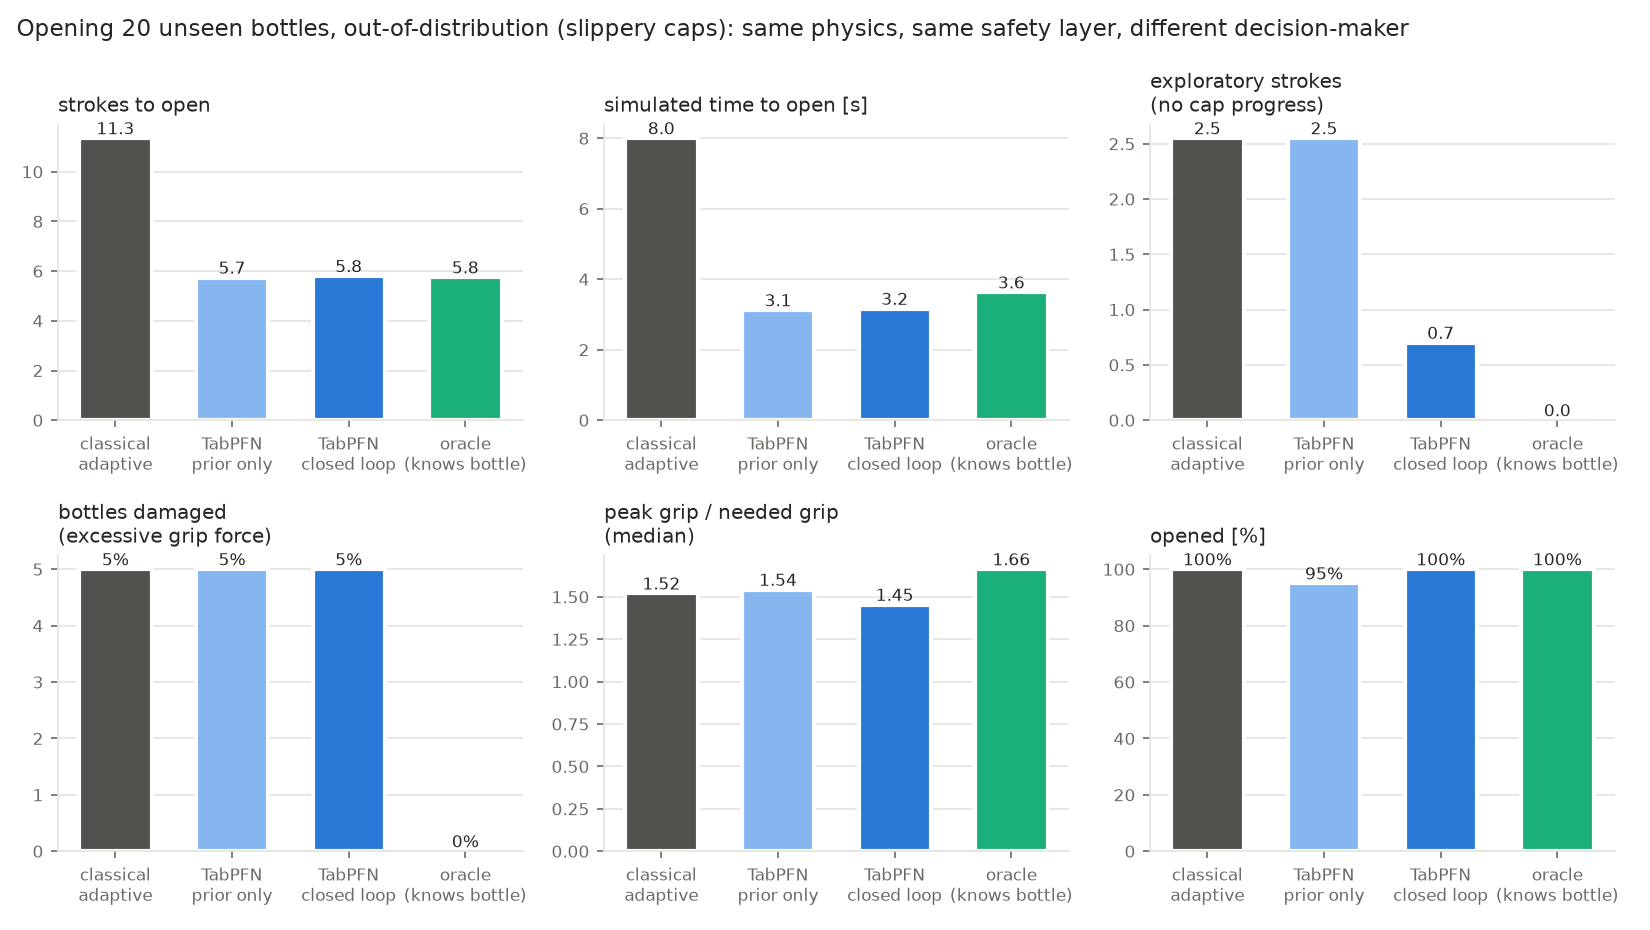 Opening 20 unseen bottles, out-of-distribution (slippery caps): same physics, same safety layer, different decision-maker
strokes to open
11.3
5.7
5.8
5.8
10
8
6
4
2
0
classical
adaptive
TabPFN
prior only
TabPFN
closed loop
oracle
(knows bottle)
simulated time to open [s]
8.0
3.1
3.2
3.6
8
6
4
2
0
classical
adaptive
TabPFN
prior only
TabPFN
closed loop
oracle
(knows bottle)
exploratory strokes
(no cap progress)
2.5
2.5
0.7
0.0
2.5
2.0
1.5
1.0
0.5
0.0
classical
adaptive
TabPFN
prior only
TabPFN
closed loop
oracle
(knows bottle)
bottles damaged
(excessive grip force)
5%
5%
5%
0%
5
4
3
2
1
0
classical
adaptive
TabPFN
prior only
TabPFN
closed loop
oracle
(knows bottle)
peak grip / needed grip
(median)
1.52
1.54
1.45
1.66
1.50
1.25
1.00
0.75
0.50
0.25
0.00
classical
adaptive
TabPFN
prior only
TabPFN
closed loop
oracle
(knows bottle)
opened [%]
100%
95%
100%
100%
100
80
60
40
20
0
classical
adaptive
TabPFN
prior only
TabPFN
closed loop
oracle
(knows bottle)